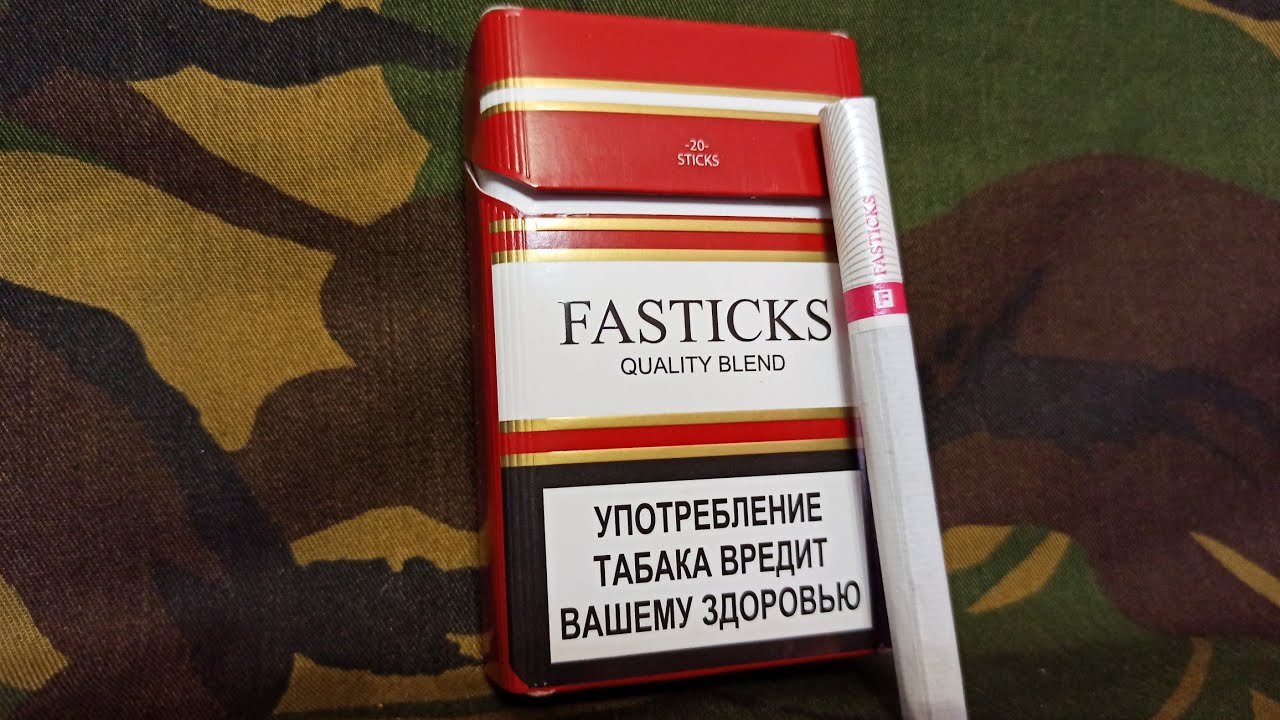 -20-
STICKS
FASTICKS
QUALITY BLEND
УПОТРЕБЛЕНИЕ
ТАБАКА ВРЕДИТ
ВАШЕМУ ЗДОРОВЬЮ
FASTICKS